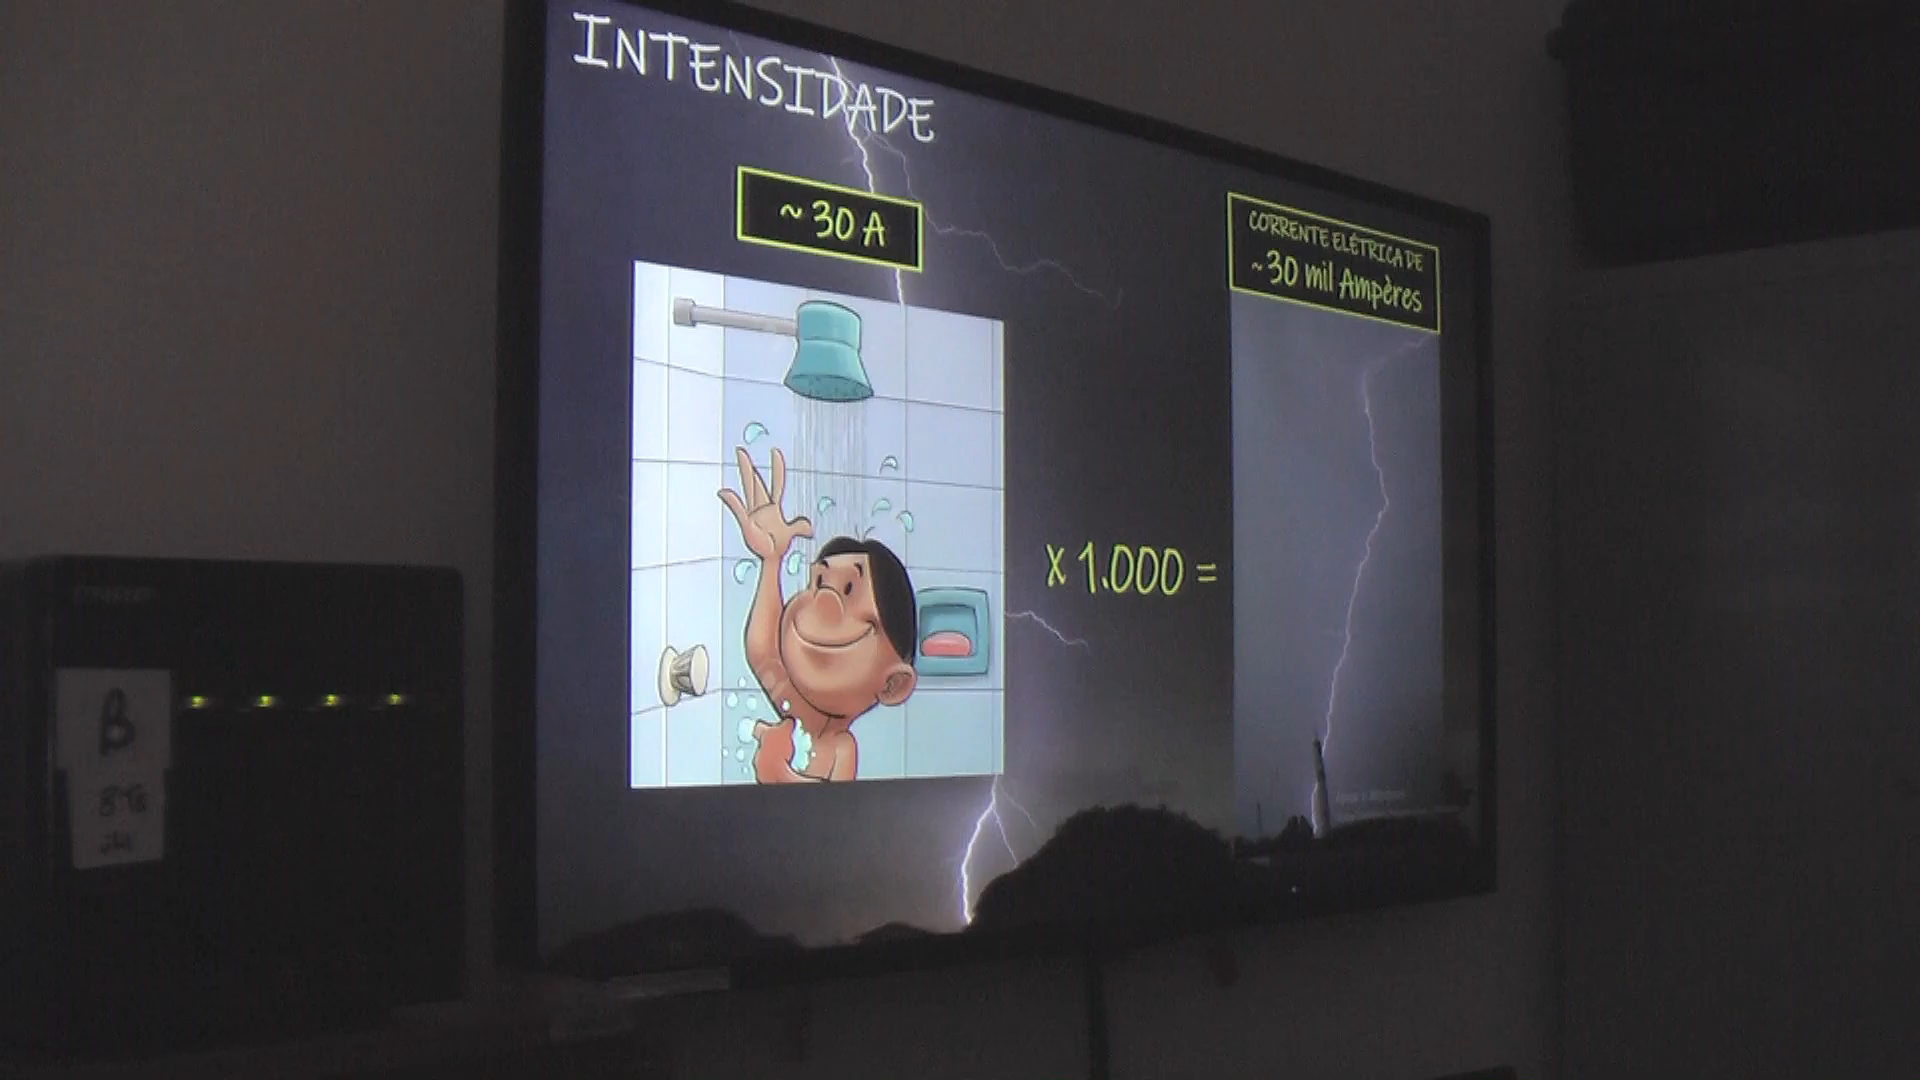 INTENSIDADE
~ 30 A
CORRENTE ELÉTRICA DE
~30 mil Ampères
X 1.000 =
β